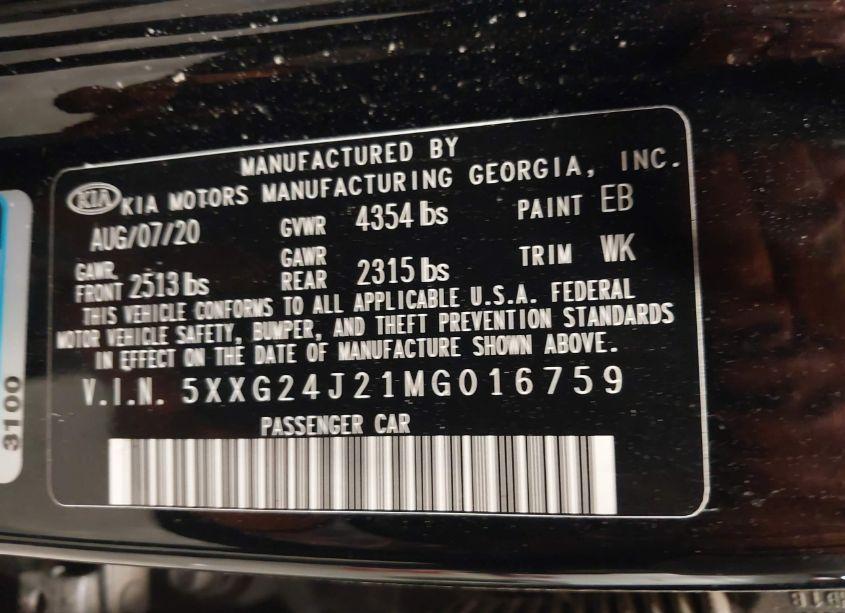 MANUFACTURED BY
KIA KIA MOTORS MANUFACTURING GEORGIA, INC.
AUG/07/20 GVWR 4354 lbs PAINT EB
GAWR FRONT 2513 lbs GAWR REAR 2315 lbs TRIM WK
THIS VEHICLE CONFORMS TO ALL APPLICABLE U.S.A. FEDERAL
MOTOR VEHICLE SAFETY, BUMPER, AND THEFT PREVENTION STANDARDS
IN EFFECT ON THE DATE OF MANUFACTURE SHOWN ABOVE.
V.I.N. 5XXG24J21MG016759
PASSENGER CAR
3100